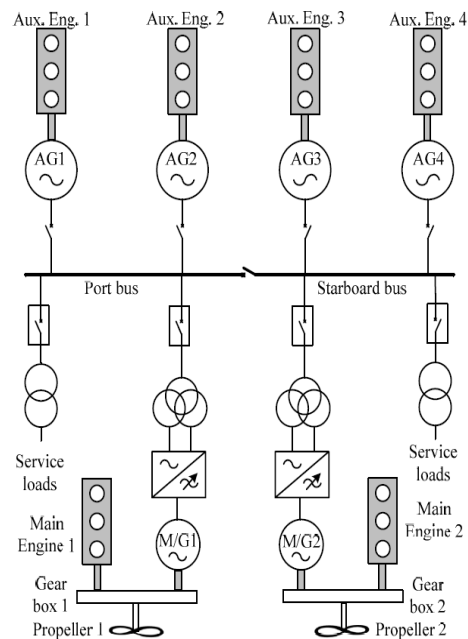 Aux. Eng. 1
Aux. Eng. 2
Aux. Eng. 3
Aux. Eng. 4
AG1
AG2
AG3
AG4
Port bus
Starboard bus
Service
loads
Service
loads
Main
Engine 1
M/G1
M/G2
Main
Engine 2
Gear
box 1
Gear
box 2
Propeller 1
Propeller 2